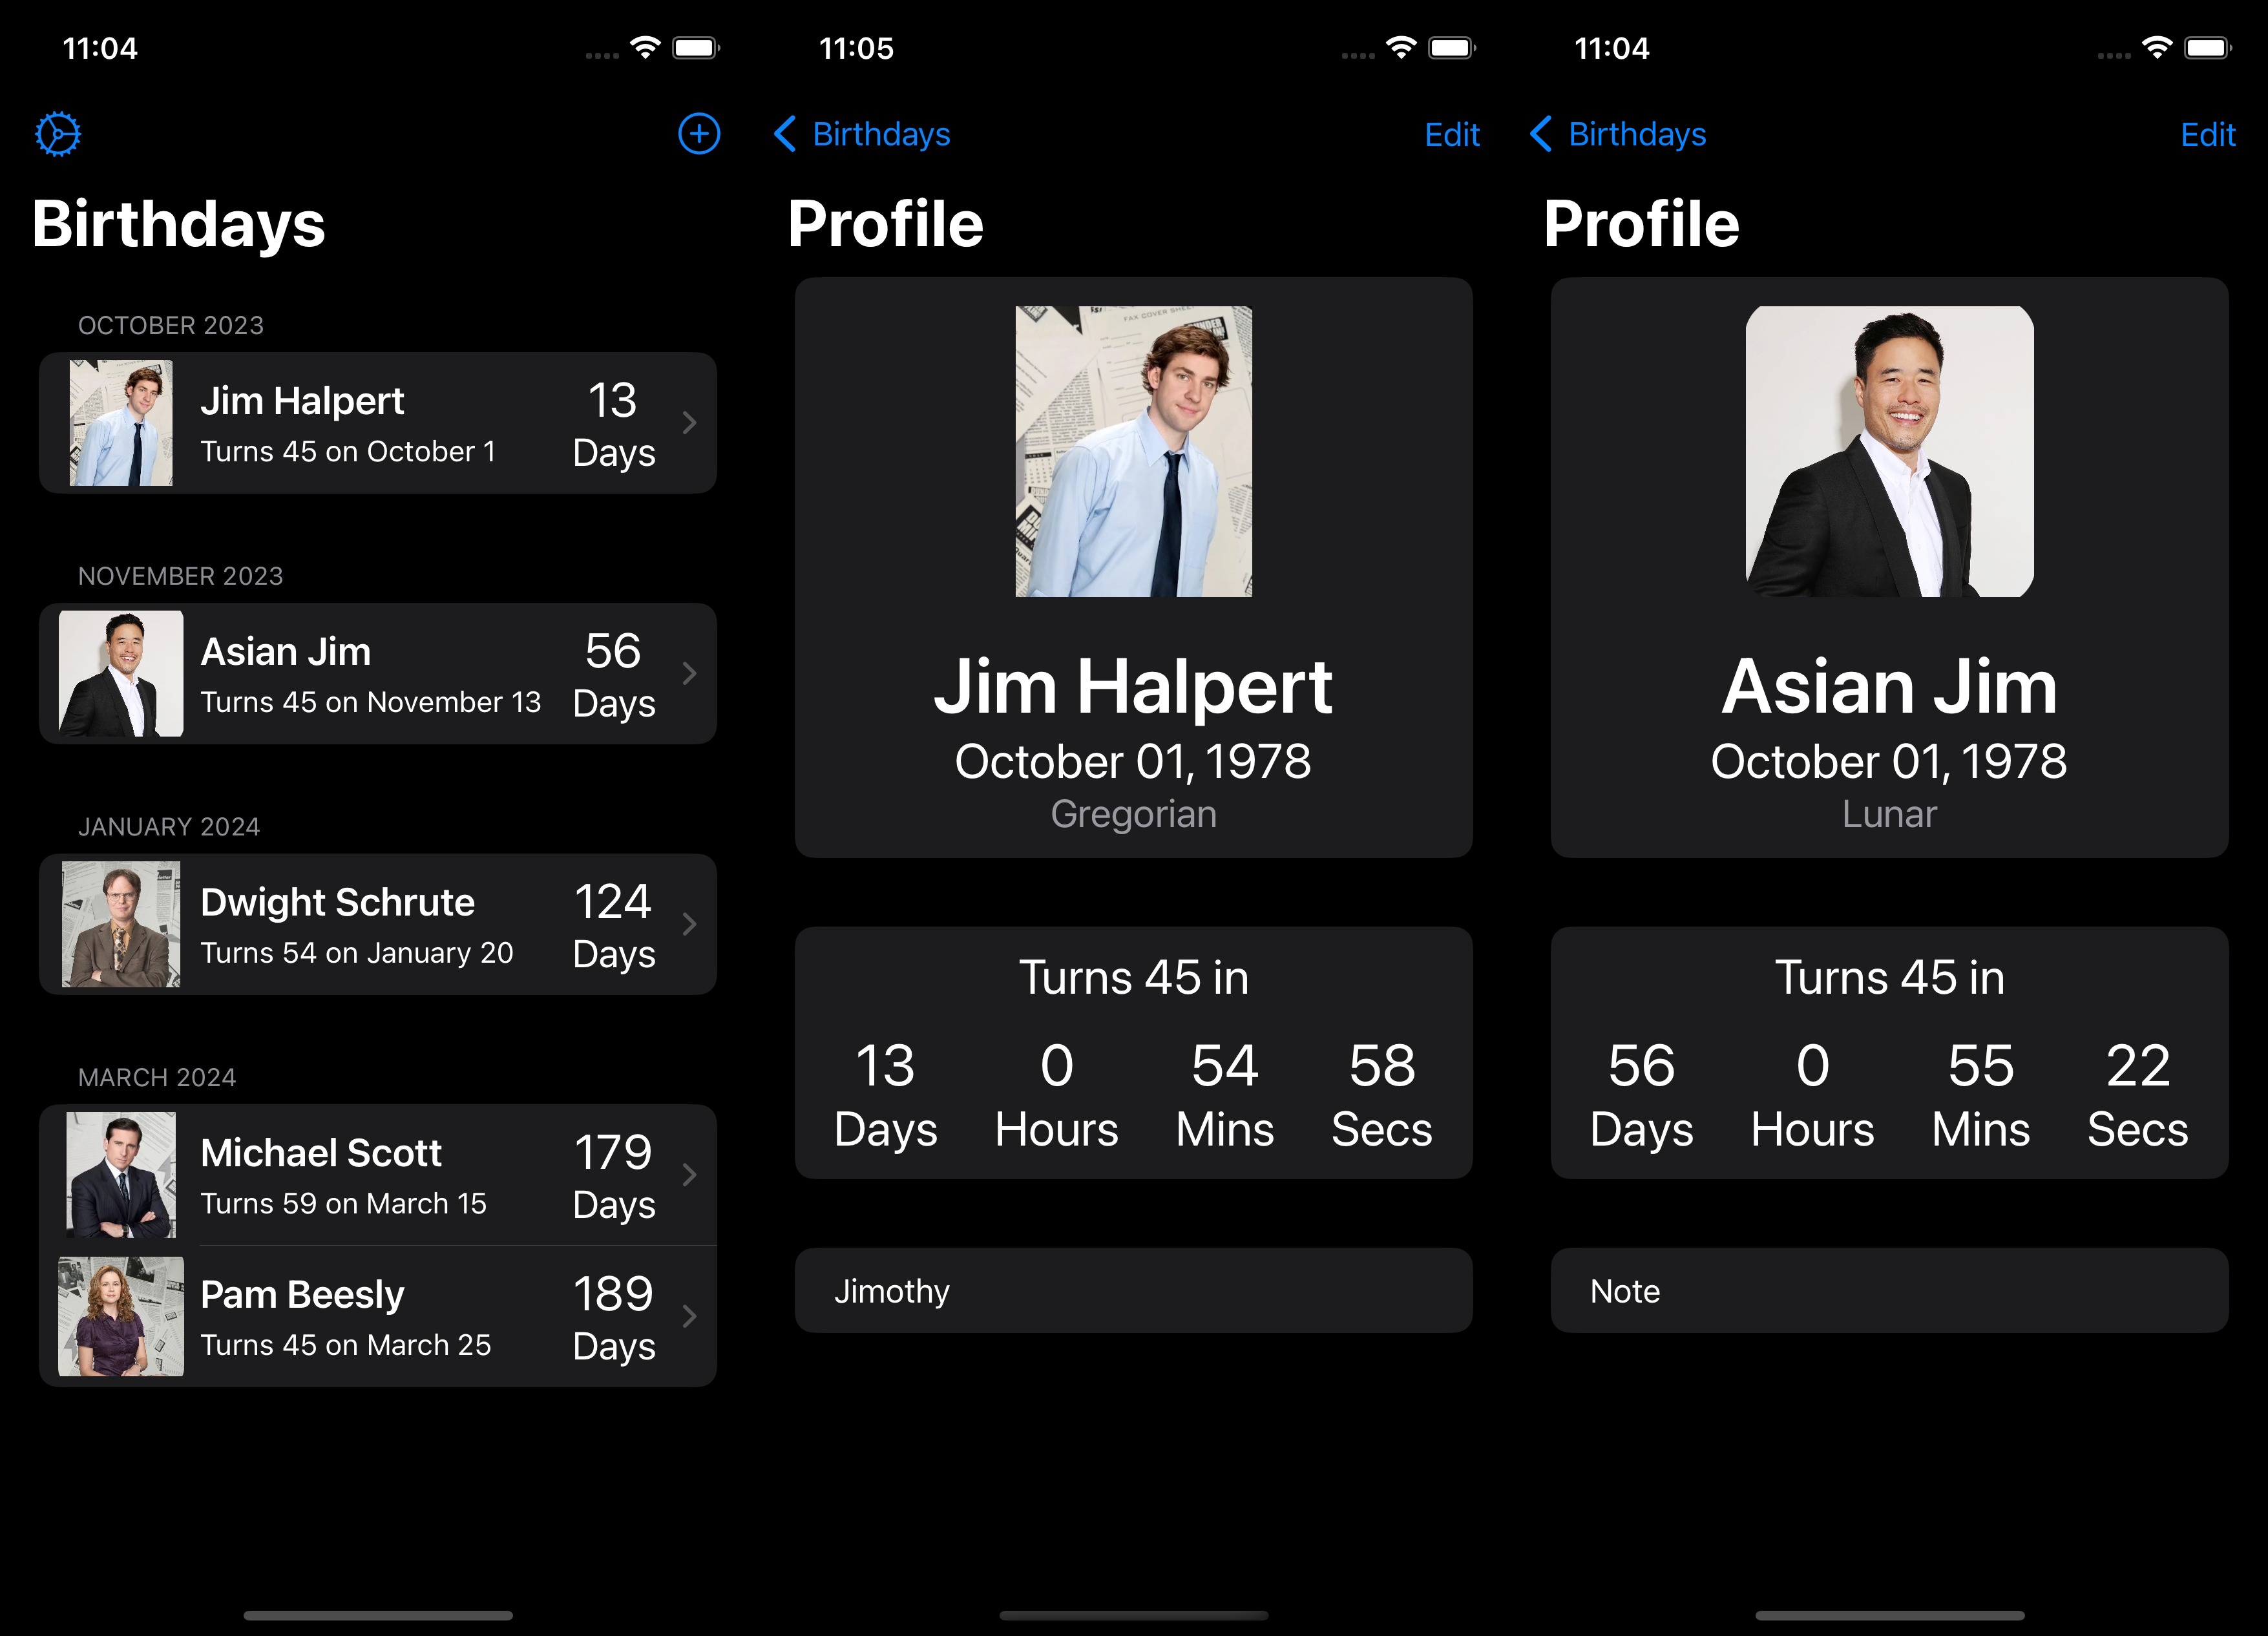 11:04
Birthdays
OCTOBER 2023
Jim Halpert
Turns 45 on October 1
13
Days
NOVEMBER 2023
Asian Jim
Turns 45 on November 13
56
Days
JANUARY 2024
Dwight Schrute
Turns 54 on January 20
124
Days
MARCH 2024
Michael Scott
Turns 59 on March 15
179
Days
Pam Beesly
Turns 45 on March 25
189
Days
11:05
Birthdays
Edit
Profile
FAX COVER SHEET
Jim Halpert
October 01, 1978
Gregorian
Turns 45 in
13 0 54 58
Days Hours Mins Secs
Jimothy
11:04
Birthdays
Edit
Profile
Asian Jim
October 01, 1978
Lunar
Turns 45 in
56 0 55 22
Days Hours Mins Secs
Note